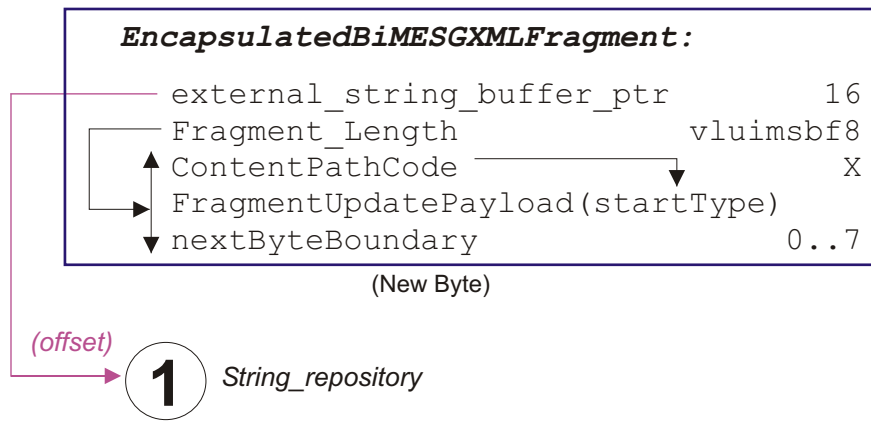 EncapsulatedBiMESGXMLFragment:
external_string_buffer_ptr 16
Fragment_Length vluimsbf8
ContentPathCode X
FragmentUpdatePayload(startType)
nextByteBoundary 0..7
(New Byte)
(offset)
1 String_repository